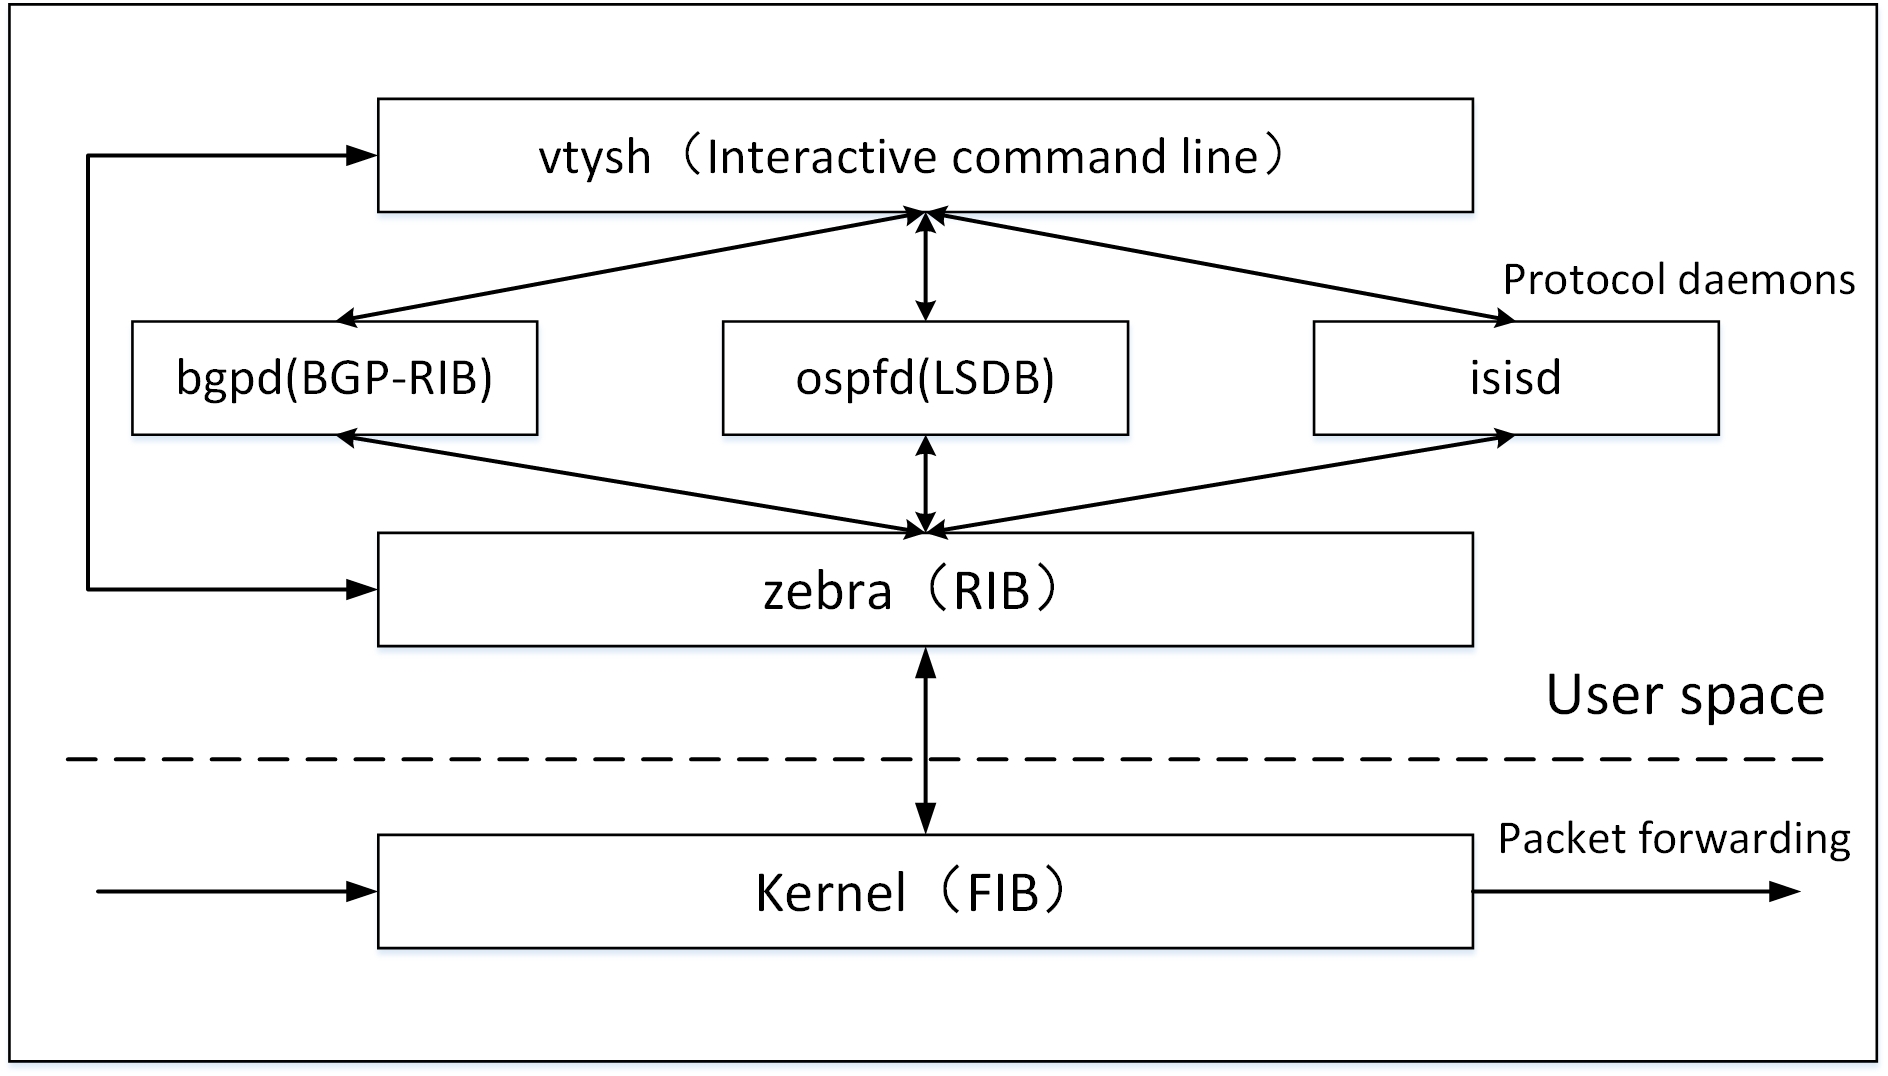 vtysh（Interactive command line）
Protocol daemons
bgpd(BGP-RIB)
ospfd(LSDB)
isisd
zebra（RIB）
User space
Packet forwarding
Kernel（FIB）